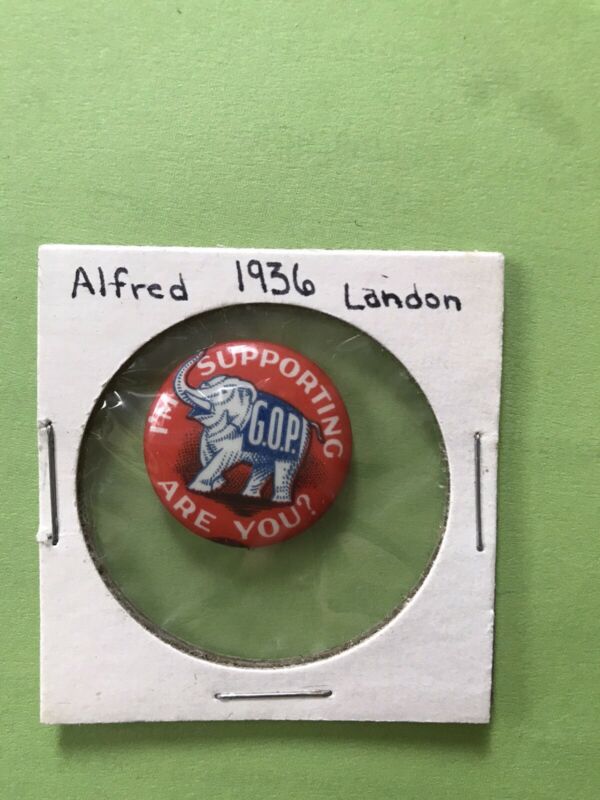 Alfred 1936 Landon
I'M SUPPORTING
G.O.P.
ARE YOU?